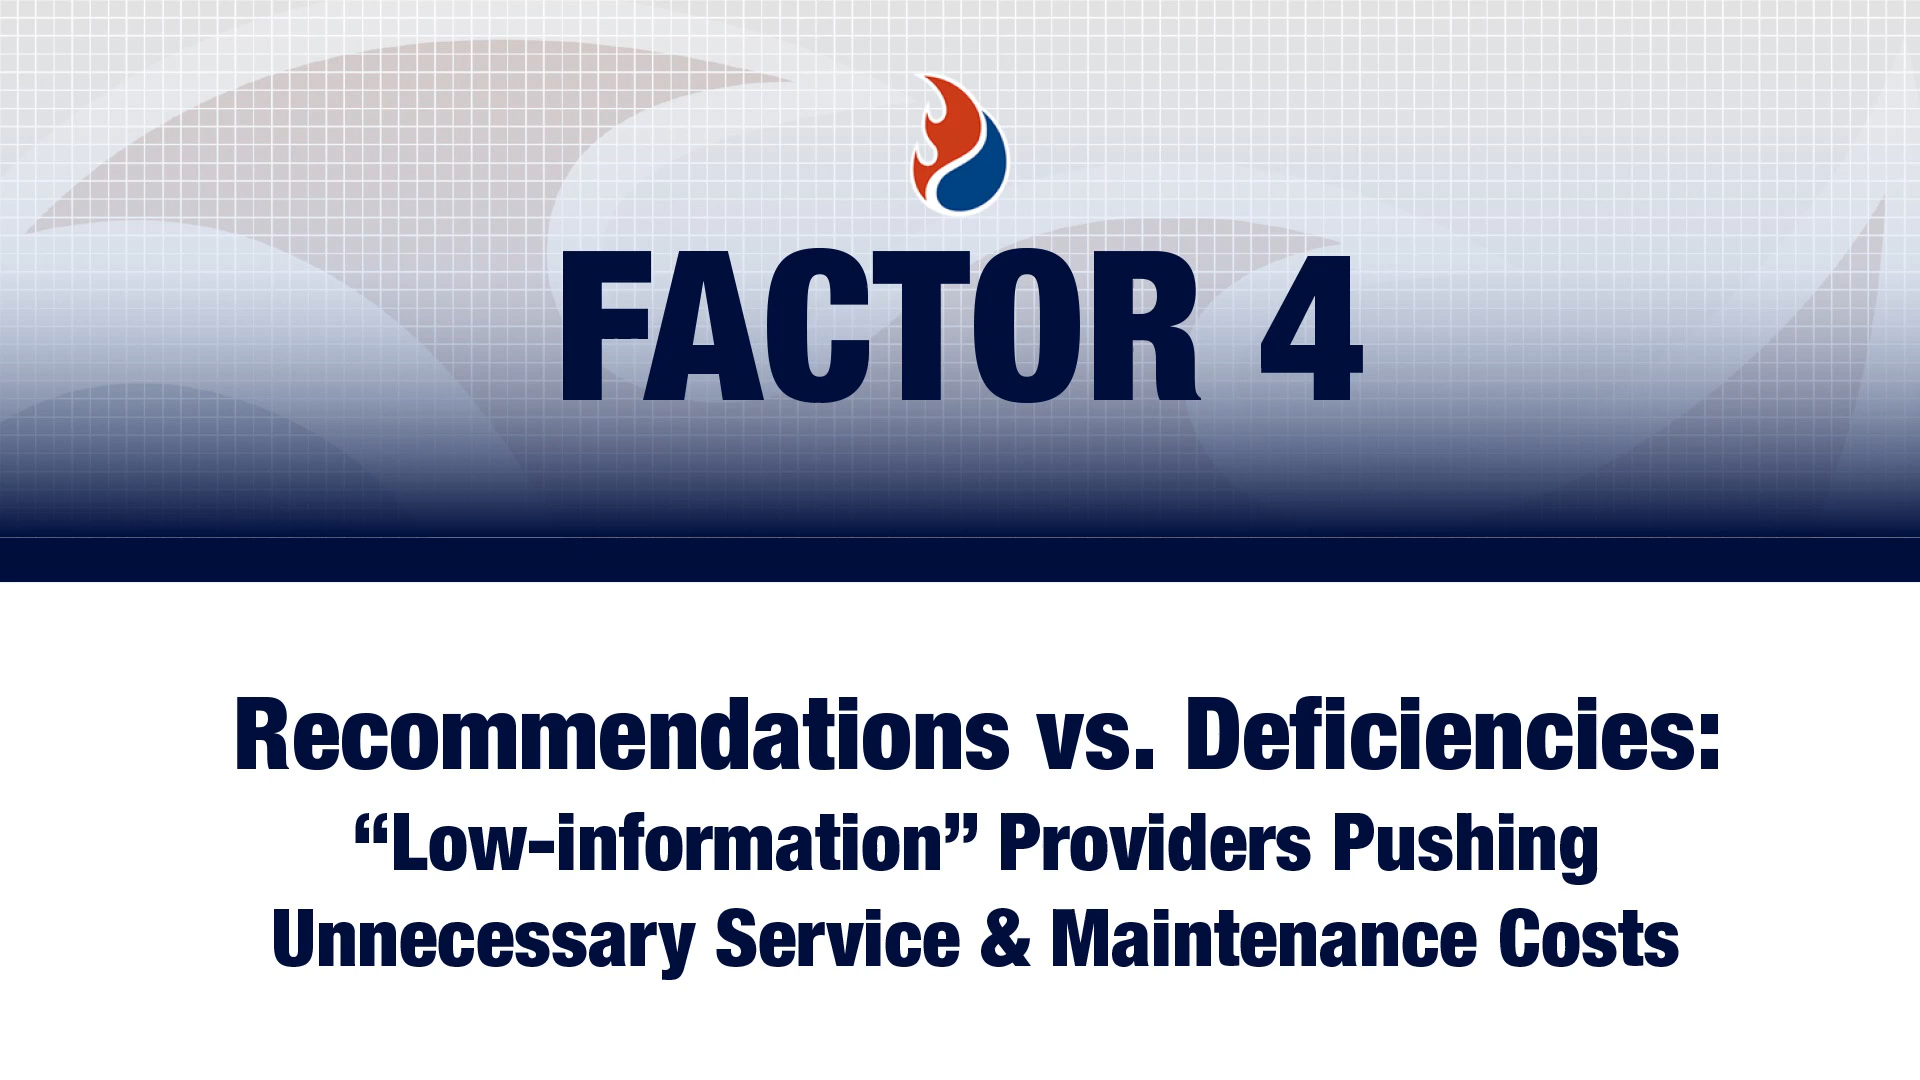 FACTOR 4
Recommendations vs. Deficiencies:
“Low-information” Providers Pushing
Unnecessary Service & Maintenance Costs